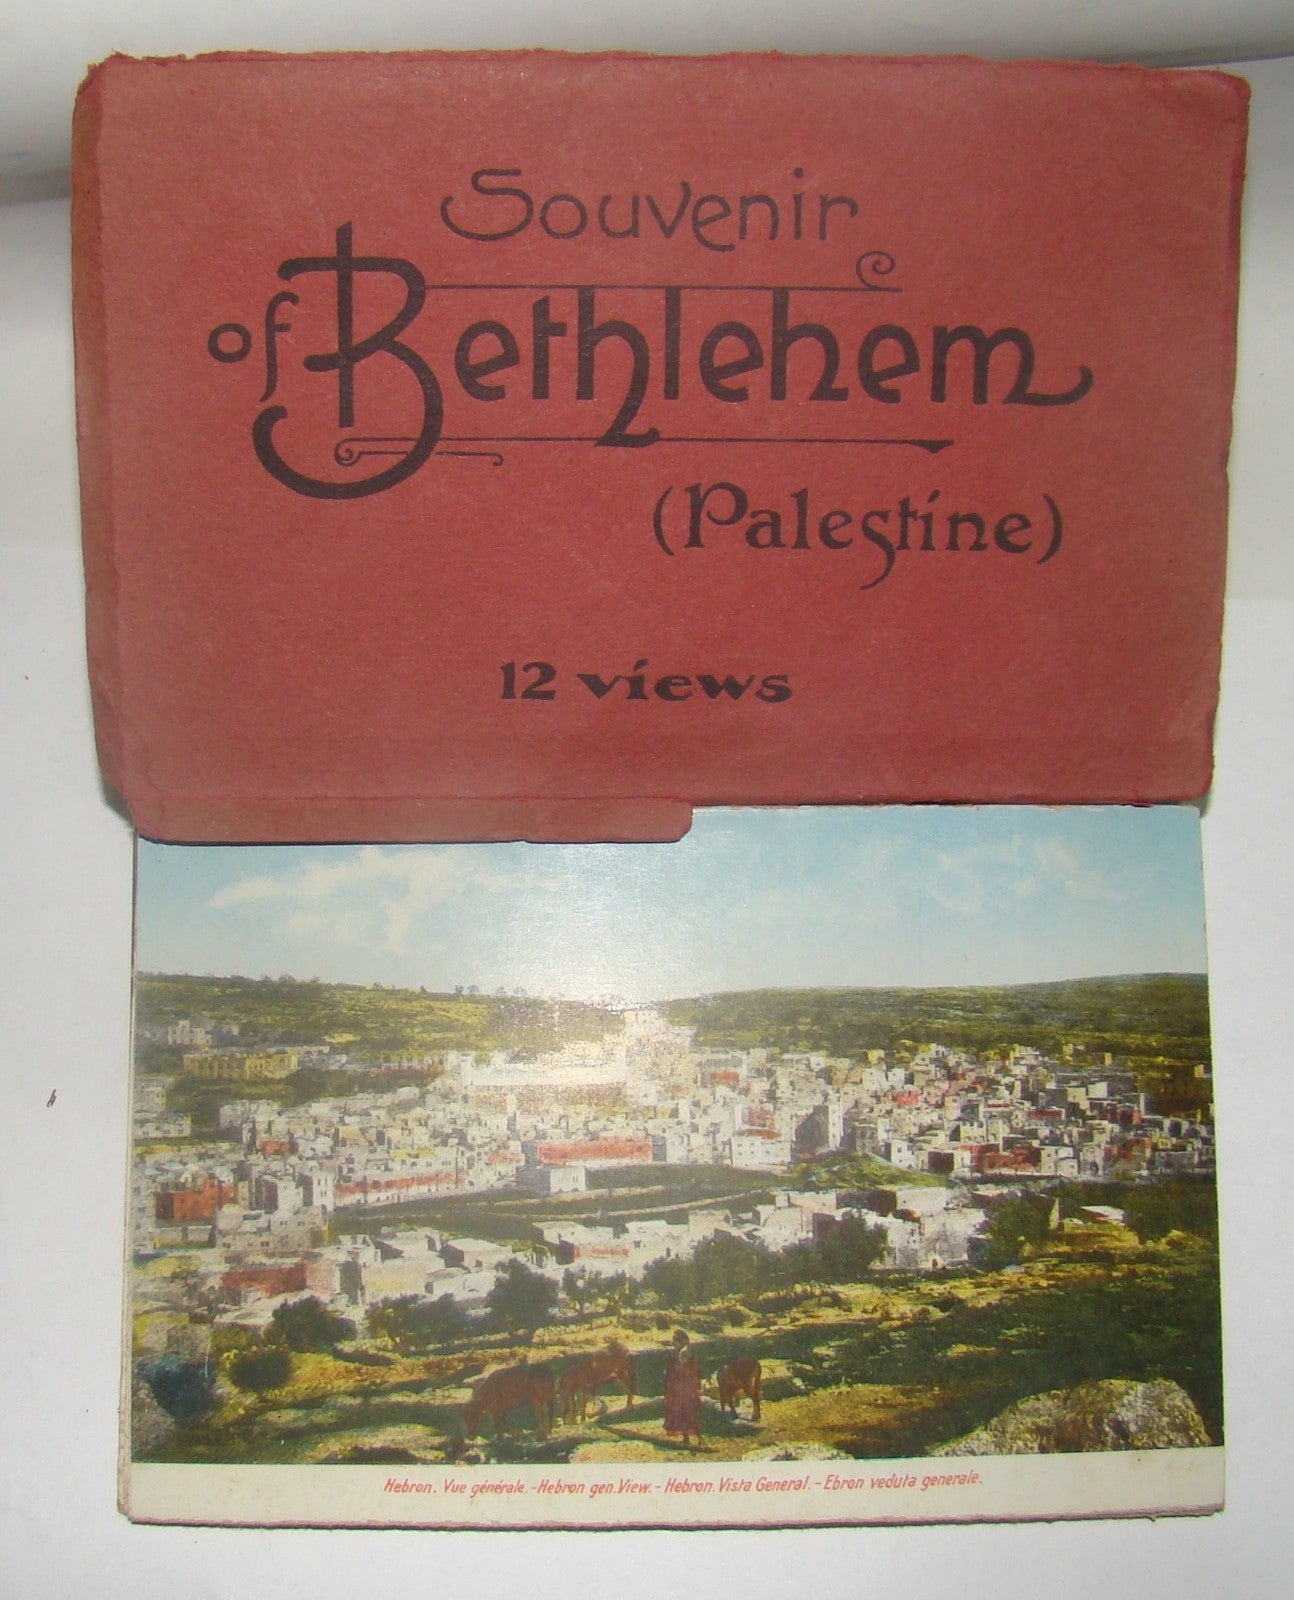 Souvenir
of Bethlehem
(Palestine)
12 views
Hebron. Vue générale. - Hebron gen. View. - Hebron. Vista General. - Ebron veduta generale.